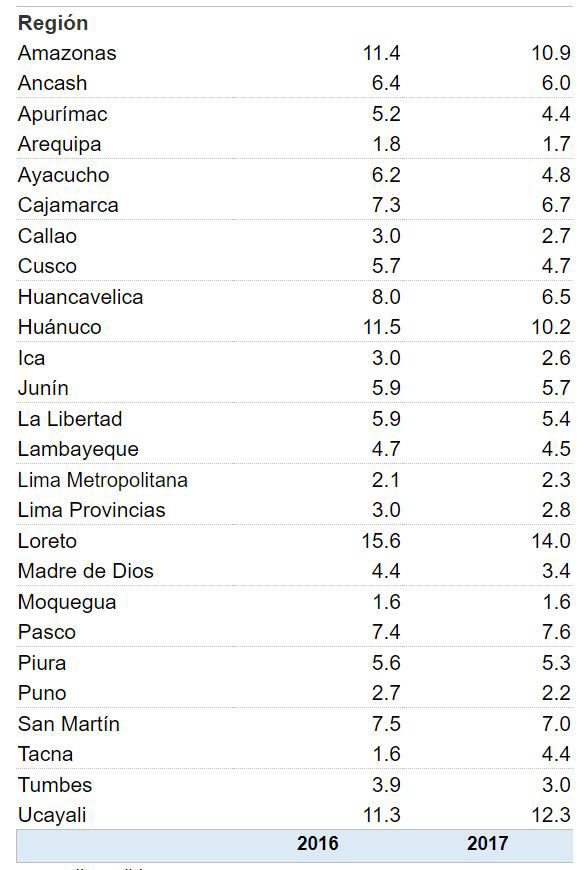 Región
Amazonas 11.4 10.9
Ancash 6.4 6.0
Apurímac 5.2 4.4
Arequipa 1.8 1.7
Ayacucho 6.2 4.8
Cajamarca 7.3 6.7
Callao 3.0 2.7
Cusco 5.7 4.7
Huancavelica 8.0 6.5
Huánuco 11.5 10.2
Ica 3.0 2.6
Junín 5.9 5.7
La Libertad 5.9 5.4
Lambayeque 4.7 4.5
Lima Metropolitana 2.1 2.3
Lima Provincias 3.0 2.8
Loreto 15.6 14.0
Madre de Dios 4.4 3.4
Moquegua 1.6 1.6
Pasco 7.4 7.6
Piura 5.6 5.3
Puno 2.7 2.2
San Martín 7.5 7.0
Tacna 1.6 4.4
Tumbes 3.9 3.0
Ucayali 11.3 12.3
2016 2017